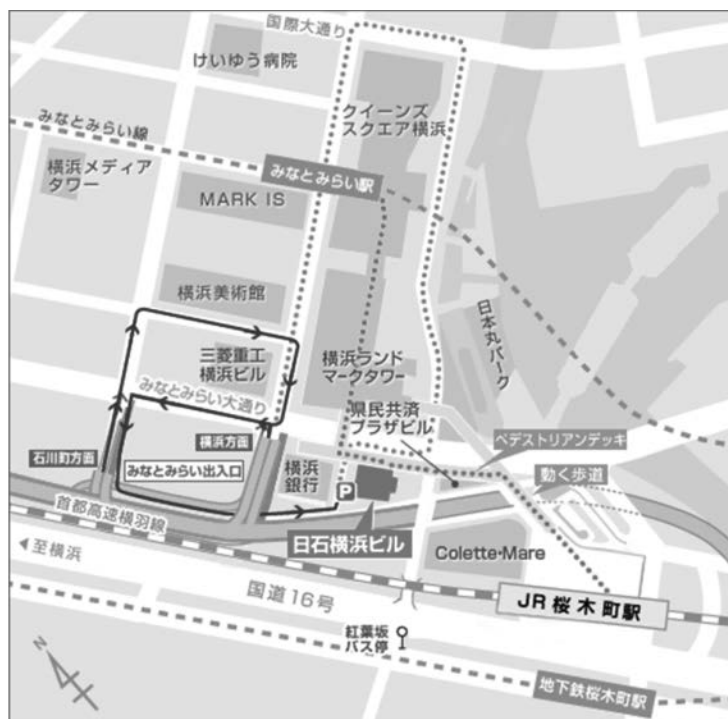 国際大通り
けいゆう病院
クイーンズ
スクエア横浜
みなとみらい線
横浜メディア
タワー
みなとみらい駅
MARK IS
横浜美術館
日本丸パーク
三菱重工
横浜ビル
横浜ランド
マークタワー
みなとみらい大通り
県民共済
プラザビル
ペデストリアンデッキ
石川町方面
横浜方面
みなとみらい出入口
横浜
銀行
動く歩道
P
首都高速横羽線
日石横浜ビル
Colette・Mare
至横浜
国道16号
JR桜木町駅
紅葉坂
バス停
地下鉄桜木町駅
N